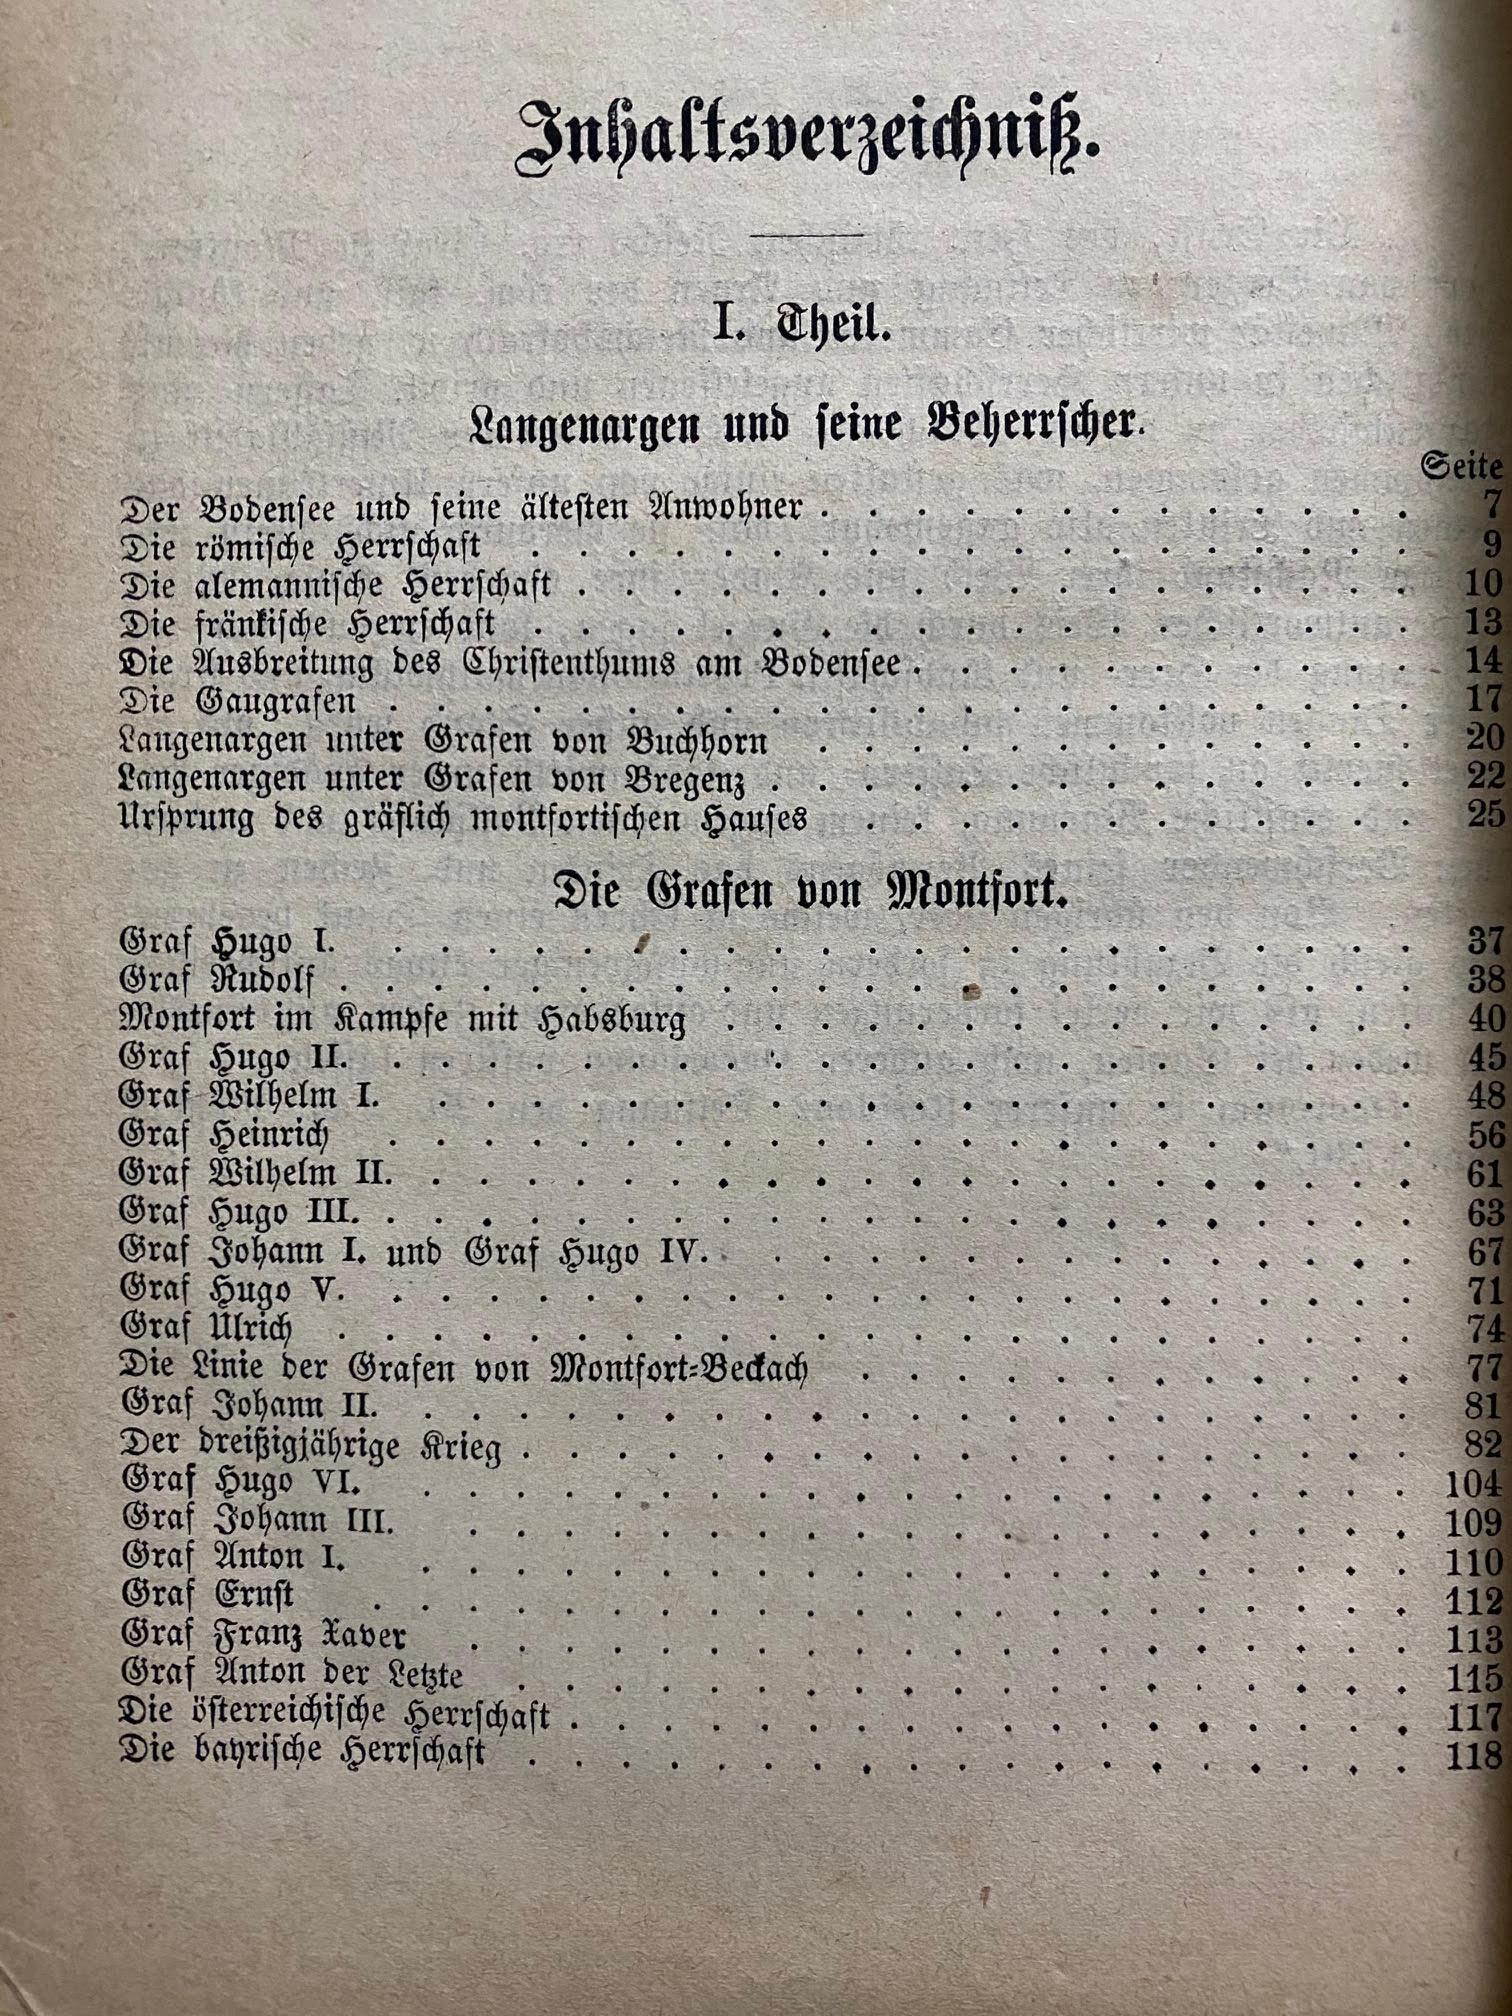 Inhaltsverzeichniß.
I. Theil.
Langenargen und seine Beherrscher.
Seite
Der Bodensee und seine ältesten Anwohner . . . . . . . . . . . . . 7
Die römische Herrschaft . . . . . . . . . . . . . . . . . . . 9
Die alemannische Herrschaft . . . . . . . . . . . . . . . . . . 10
Die fränkische Herrschaft . . . . . . . . . . . . . . . . . . . 13
Die Ausbreitung des Christenthums am Bodensee . . . . . . . . . . . 14
Die Gaugrafen . . . . . . . . . . . . . . . . . . . . . . 17
Langenargen unter Grafen von Buchhorn . . . . . . . . . . . . . 20
Langenargen unter Grafen von Bregenz . . . . . . . . . . . . . . 22
Ursprung des gräflich montfortischen Hauses . . . . . . . . . . . . 25
Die Grafen von Montfort.
Graf Hugo I. . . . . . . . . . . . . . . . . . . . . . . 37
Graf Rudolf . . . . . . . . . . . . . . . . . . . . . . . 38
Montfort im Kampfe mit Habsburg . . . . . . . . . . . . . . . 40
Graf Hugo II. . . . . . . . . . . . . . . . . . . . . . . 45
Graf Wilhelm I. . . . . . . . . . . . . . . . . . . . . . 48
Graf Heinrich . . . . . . . . . . . . . . . . . . . . . . 56
Graf Wilhelm II. . . . . . . . . . . . . . . . . . . . . . 61
Graf Hugo III. . . . . . . . . . . . . . . . . . . . . . . 63
Graf Johann I. und Graf Hugo IV. . . . . . . . . . . . . . . . 67
Graf Hugo V. . . . . . . . . . . . . . . . . . . . . . . 71
Graf Ulrich . . . . . . . . . . . . . . . . . . . . . . . 74
Die Linie der Grafen von Montfort-Beckach . . . . . . . . . . . . 77
Graf Johann II. . . . . . . . . . . . . . . . . . . . . . 81
Der dreißigjährige Krieg . . . . . . . . . . . . . . . . . . . 82
Graf Hugo VI. . . . . . . . . . . . . . . . . . . . . . 104
Graf Johann III. . . . . . . . . . . . . . . . . . . . . 109
Graf Anton I. . . . . . . . . . . . . . . . . . . . . . 110
Graf Ernst . . . . . . . . . . . . . . . . . . . . . . 112
Graf Franz Xaver . . . . . . . . . . . . . . . . . . . . 113
Graf Anton der Letzte . . . . . . . . . . . . . . . . . . . 115
Die österreichische Herrschaft . . . . . . . . . . . . . . . . . . 117
Die bayrische Herrschaft . . . . . . . . . . . . . . . . . . . 118